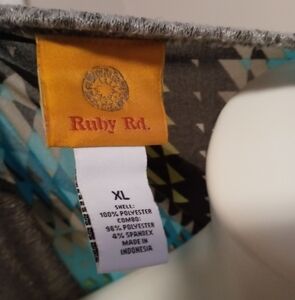 Ruby Rd.
XL
SHELL:
100% POLYESTER
COMBO:
96% POLYESTER
4% SPANDEX
MADE IN
INDONESIA